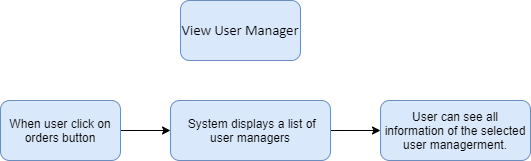 View User Manager
When user click on
orders button
System displays a list of
user managers
User can see all
information of the selected
user managerment.